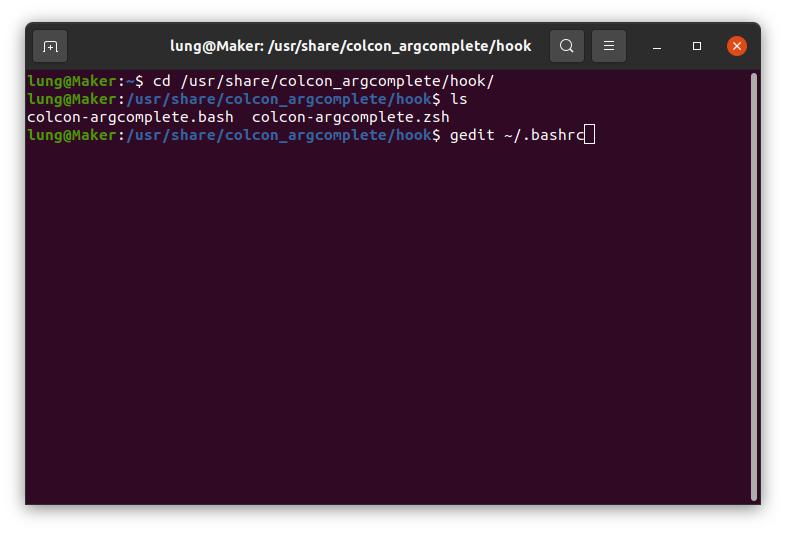 lung@Maker: /usr/share/colcon_argcomplete/hook
lung@Maker:~$ cd /usr/share/colcon_argcomplete/hook/
lung@Maker:/usr/share/colcon_argcomplete/hook$ ls
colcon-argcomplete.bash  colcon-argcomplete.zsh
lung@Maker:/usr/share/colcon_argcomplete/hook$ gedit ~/.bashrc